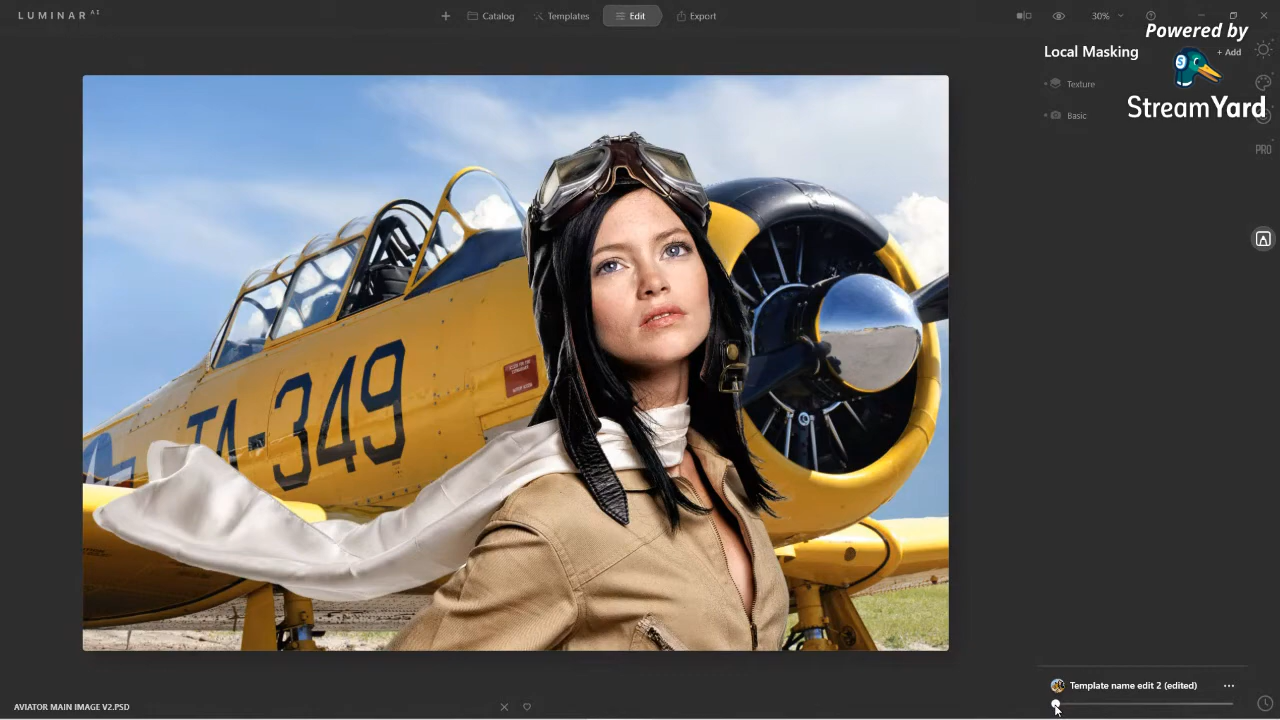 LUMINAR AI
Catalog
Templates
Edit
Export
30%
Powered by
StreamYard
Local Masking
+ Add
Texture
Basic
PRO
TA-349
Template name edit 2 (edited)
AVIATOR MAIN IMAGE V2.PSD